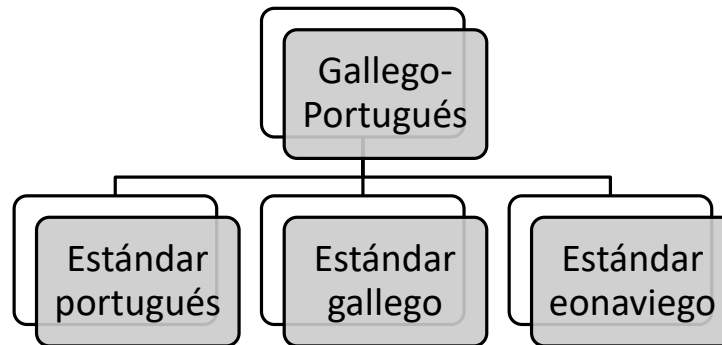 Gallego-
Portugués
Estándar
portugués
Estándar
gallego
Estándar
eonaviego